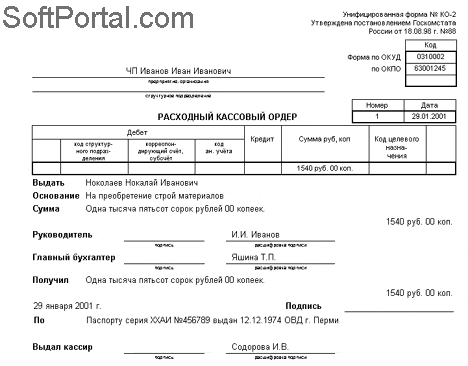 SoftPortal.com
Унифицированная форма № КО-2
Утверждена постановлением Госкомстата
России от 18.08.98 г. №88
Код
Форма по ОКУД 0310002
по ОКПО 63001245
ЧП Иванов Иван Иванович
предприятие, организация
структурное подразделение
Номер Дата
РАСХОДНЫЙ КАССОВЫЙ ОРДЕР 1 29.01.2001
Дебет Кредит Сумма руб, коп Код целевого назна-чения
код структур-ного подраз-деления корреспон-дирующий счёт, субсчёт код ан. учёта
1540 руб. 00 коп.
Выдать Ноколаев Нокалай Иванович
Основание На преобретение строй материалов
Сумма Одна тысяча пятьсот сорок рублей 00 копеек.
1540 руб. 00 коп.
Руководитель И.И. Иванов
подпись расшифровка подписи
Главный бухгалтер Яшина Т.П.
подпись расшифровка подписи
Получил Одна тысяча пятьсот сорок рублей 00 копеек.
1540 руб. 00 коп.
29 января 2001 г. Подпись
По Паспорту серия ХХАИ №456789 выдан 12.12.1974 ОВД г. Перми
Выдал кассир Содорова И.В.
подпись расшифровка подписи